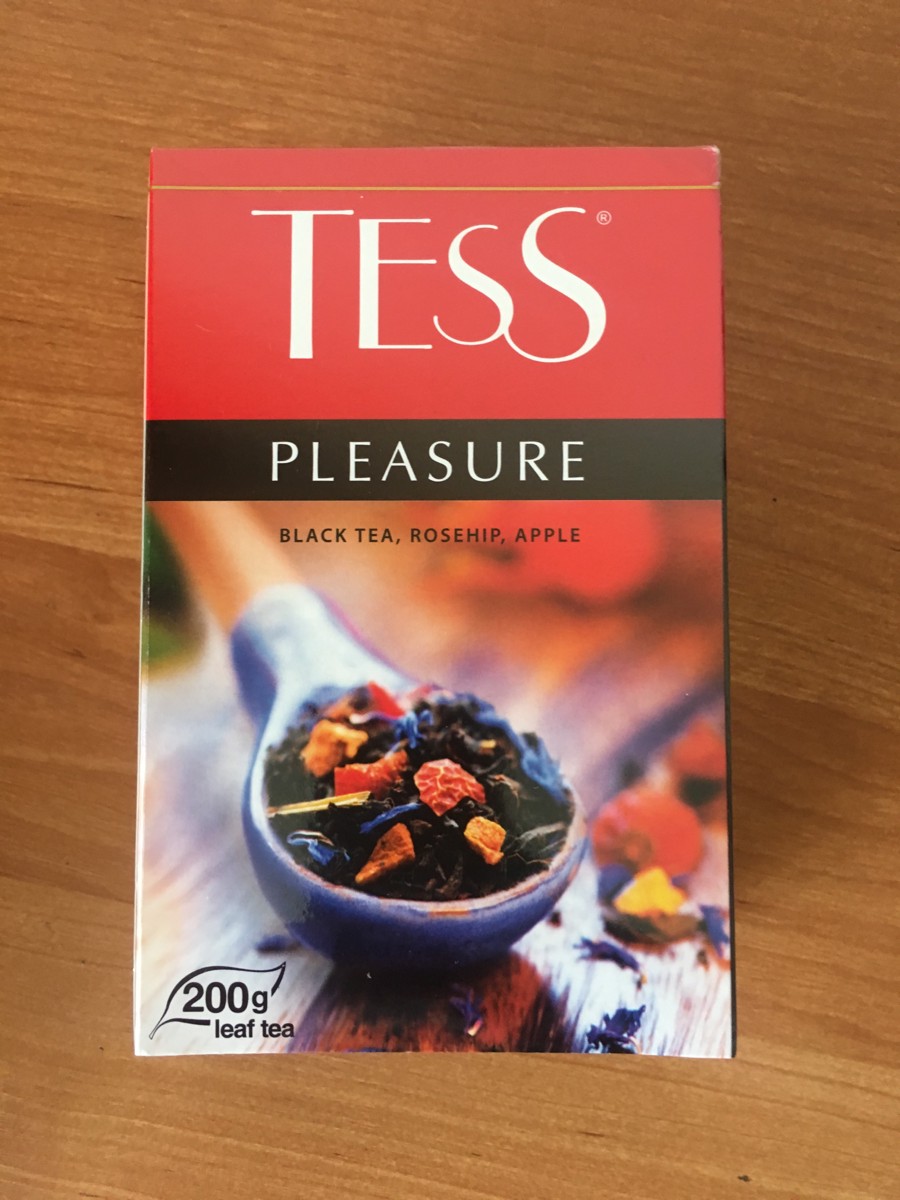 TESS®
PLEASURE
BLACK TEA, ROSEHIP, APPLE
200g
leaf tea